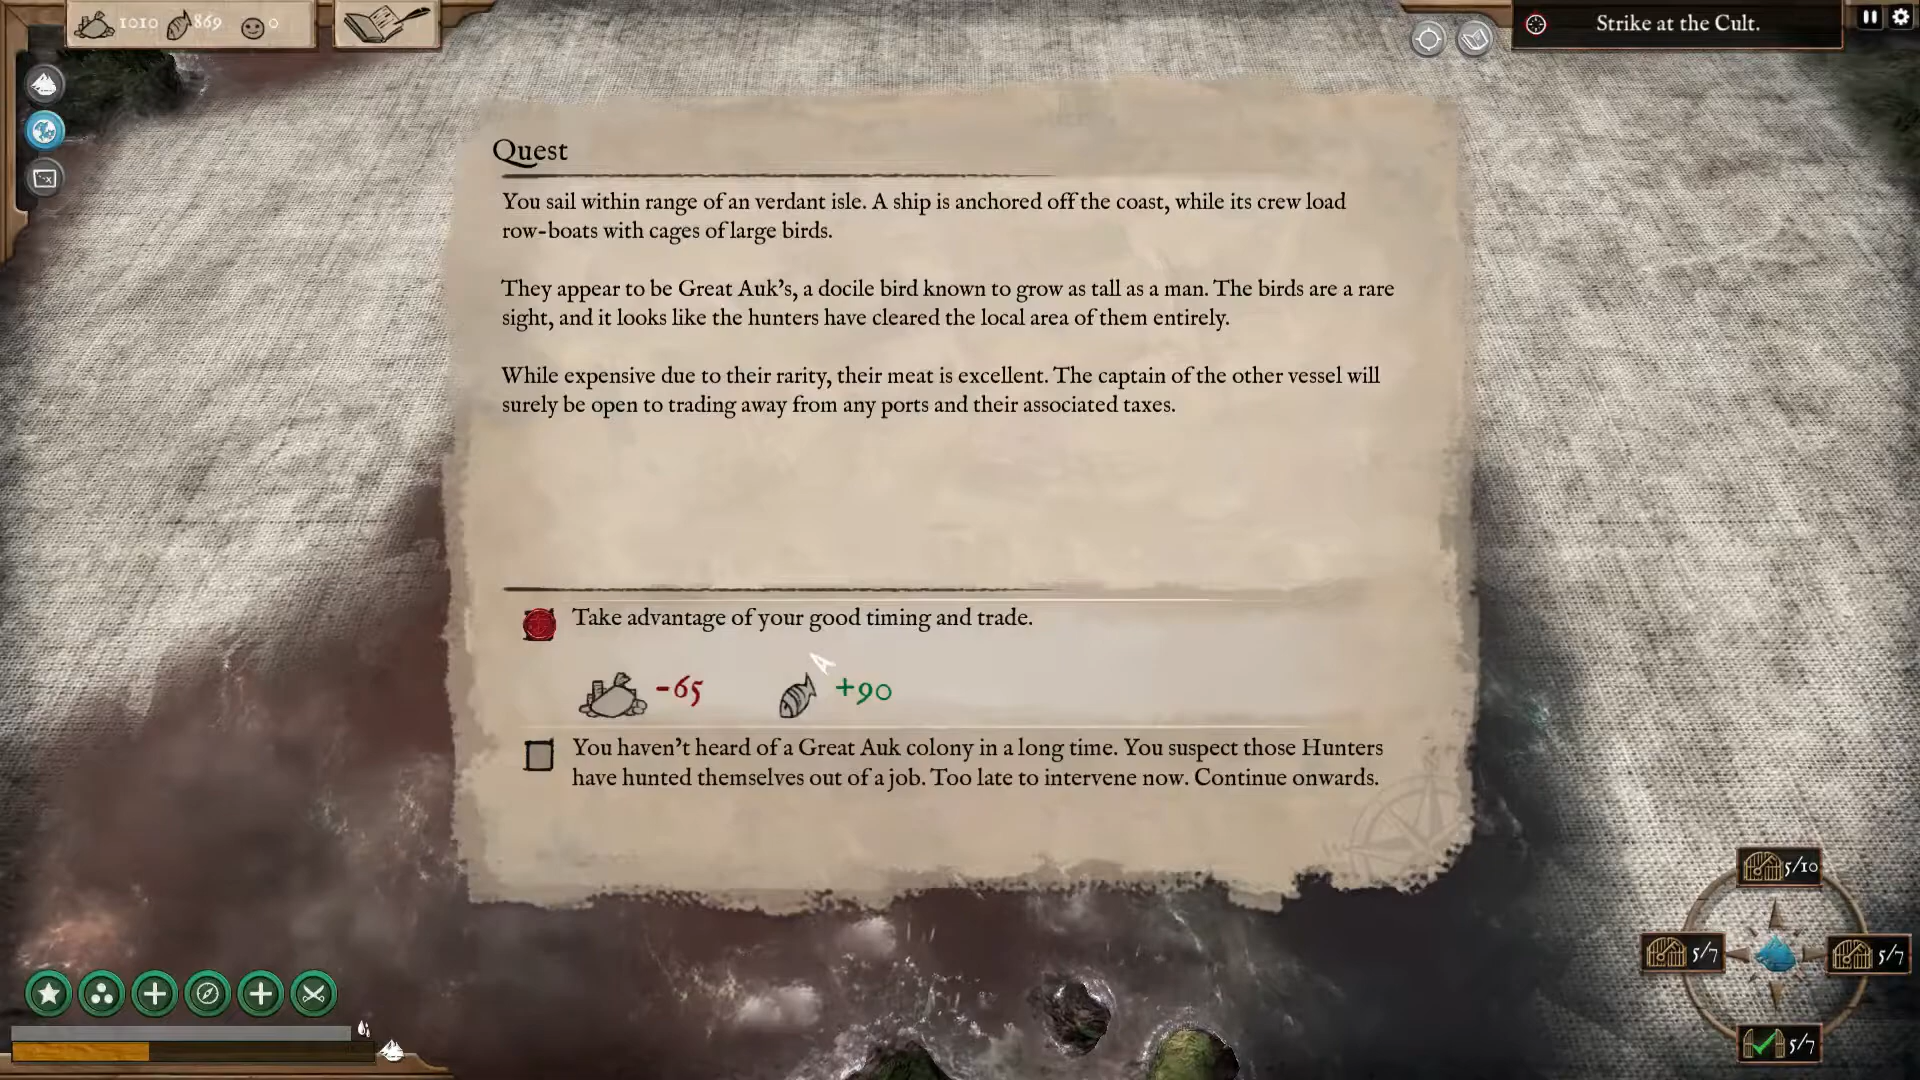 1010 869 0
Strike at the Cult.
Quest
You sail within range of an verdant isle. A ship is anchored off the coast, while its crew load
row-boats with cages of large birds.
They appear to be Great Auk's, a docile bird known to grow as tall as a man. The birds are a rare
sight, and it looks like the hunters have cleared the local area of them entirely.
While expensive due to their rarity, their meat is excellent. The captain of the other vessel will
surely be open to trading away from any ports and their associated taxes.
Take advantage of your good timing and trade.
-65 +90
You haven't heard of a Great Auk colony in a long time. You suspect those Hunters
have hunted themselves out of a job. Too late to intervene now. Continue onwards.
5/10
5/7 5/7
5/7